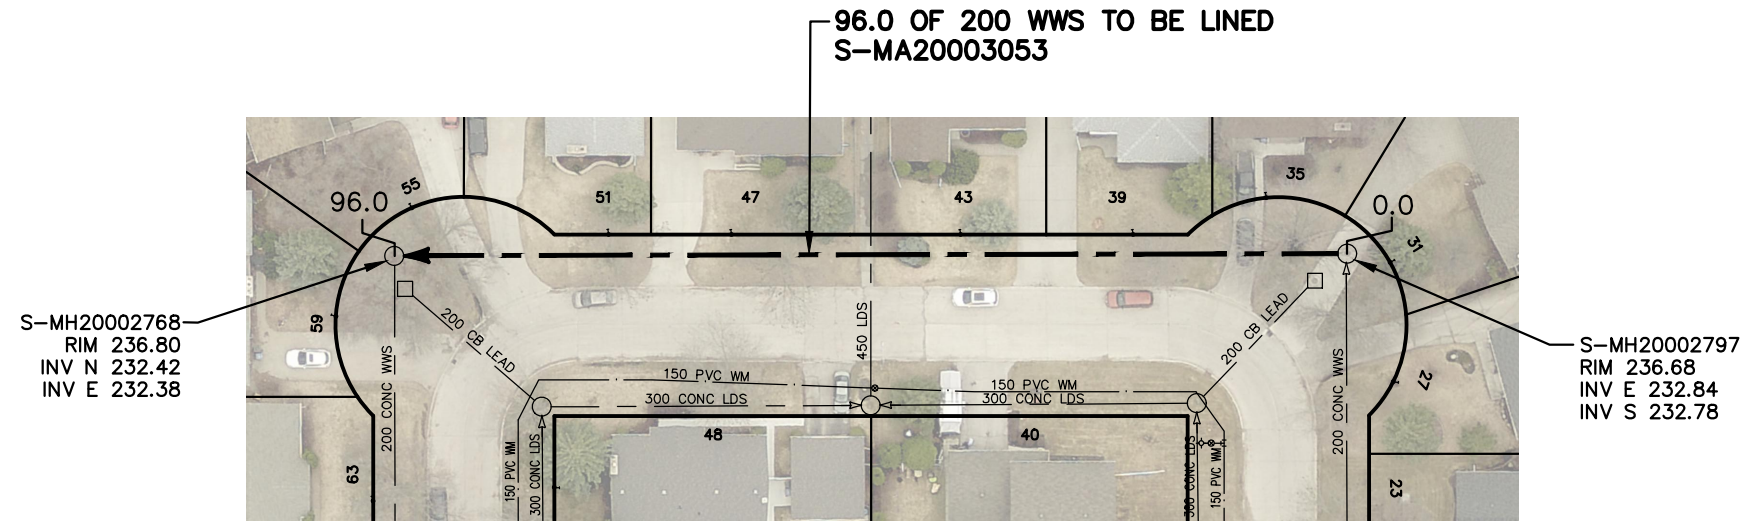 96.0 OF 200 WWS TO BE LINED
S-MA20003053
55
96.0
51
47
43
39
35
0.0
31
S-MH20002768
RIM 236.80
INV N 232.42
INV E 232.38
59
200 CB LEAD
450 LDS
200 CB LEAD
S-MH20002797
RIM 236.68
INV E 232.84
INV S 232.78
27
200 CONC WWS
150 PVC WM
300 CONC LDS
150 PVC WM
300 CONC LDS
200 CONC WWS
48
40
63
150 PVC WM
300 CONC LDS
300 CONC LDS
150 PVC WM
23